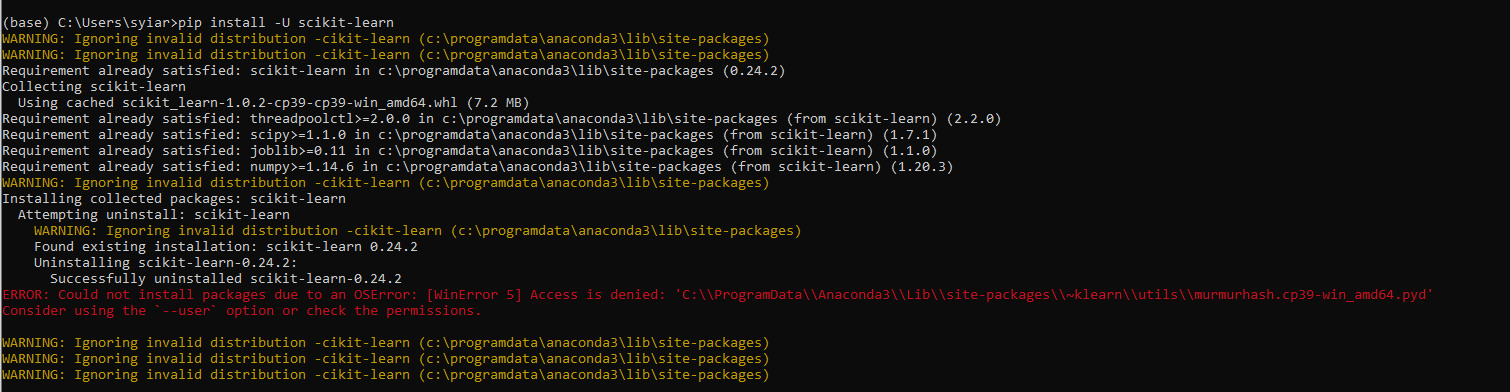 (base) C:\Users\syiar>pip install -U scikit-learn
WARNING: Ignoring invalid distribution -cikit-learn (c:\programdata\anaconda3\lib\site-packages)
WARNING: Ignoring invalid distribution -cikit-learn (c:\programdata\anaconda3\lib\site-packages)
Requirement already satisfied: scikit-learn in c:\programdata\anaconda3\lib\site-packages (0.24.2)
Collecting scikit-learn
  Using cached scikit_learn-1.0.2-cp39-cp39-win_amd64.whl (7.2 MB)
Requirement already satisfied: threadpoolctl>=2.0.0 in c:\programdata\anaconda3\lib\site-packages (from scikit-learn) (2.2.0)
Requirement already satisfied: scipy>=1.1.0 in c:\programdata\anaconda3\lib\site-packages (from scikit-learn) (1.7.1)
Requirement already satisfied: joblib>=0.11 in c:\programdata\anaconda3\lib\site-packages (from scikit-learn) (1.1.0)
Requirement already satisfied: numpy>=1.14.6 in c:\programdata\anaconda3\lib\site-packages (from scikit-learn) (1.20.3)
WARNING: Ignoring invalid distribution -cikit-learn (c:\programdata\anaconda3\lib\site-packages)
Installing collected packages: scikit-learn
  Attempting uninstall: scikit-learn
    WARNING: Ignoring invalid distribution -cikit-learn (c:\programdata\anaconda3\lib\site-packages)
    Found existing installation: scikit-learn 0.24.2
    Uninstalling scikit-learn-0.24.2:
      Successfully uninstalled scikit-learn-0.24.2
ERROR: Could not install packages due to an OSError: [WinError 5] Access is denied: 'C:\\ProgramData\\Anaconda3\\Lib\\site-packages\\~klearn\\utils\\murmurhash.cp39-win_amd64.pyd'
Consider using the `--user` option or check the permissions.

WARNING: Ignoring invalid distribution -cikit-learn (c:\programdata\anaconda3\lib\site-packages)
WARNING: Ignoring invalid distribution -cikit-learn (c:\programdata\anaconda3\lib\site-packages)
WARNING: Ignoring invalid distribution -cikit-learn (c:\programdata\anaconda3\lib\site-packages)